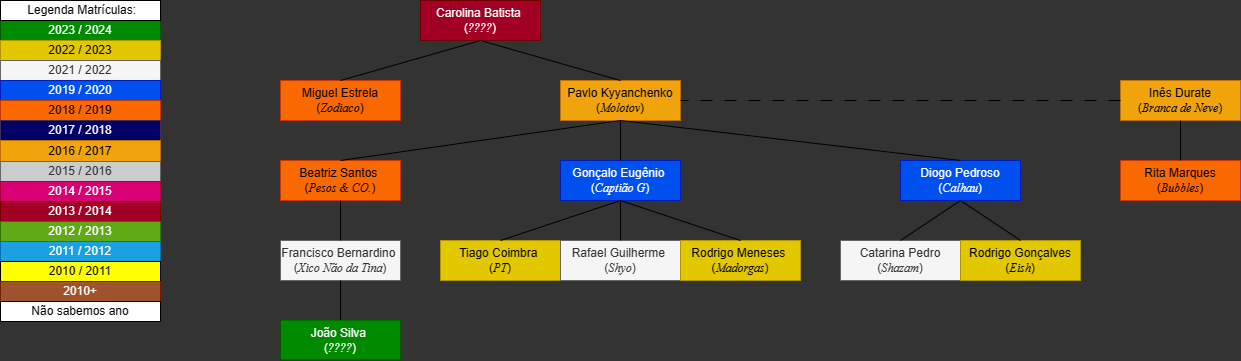 Legenda Matrículas:
2023 / 2024
2022 / 2023
2021 / 2022
2019 / 2020
2018 / 2019
2017 / 2018
2016 / 2017
2015 / 2016
2014 / 2015
2013 / 2014
2012 / 2013
2011 / 2012
2010 / 2011
2010+
Não sabemos ano
Carolina Batista
(????)
Miguel Estrela
(Zodiaco)
Pavlo Kyyanchenko
(Molotov)
Inês Durate
(Branca de Neve)
Beatriz Santos
(Pesos & CO.)
Gonçalo Eugênio
(Captião G)
Diogo Pedroso
(Calhau)
Rita Marques
(Bubbles)
Francisco Bernardino
(Xico Não da Tina)
Tiago Coimbra
(PT)
Rafael Guilherme
(Shyo)
Rodrigo Meneses
(Madorgas)
Catarina Pedro
(Shazam)
Rodrigo Gonçalves
(Eish)
João Silva
(????)